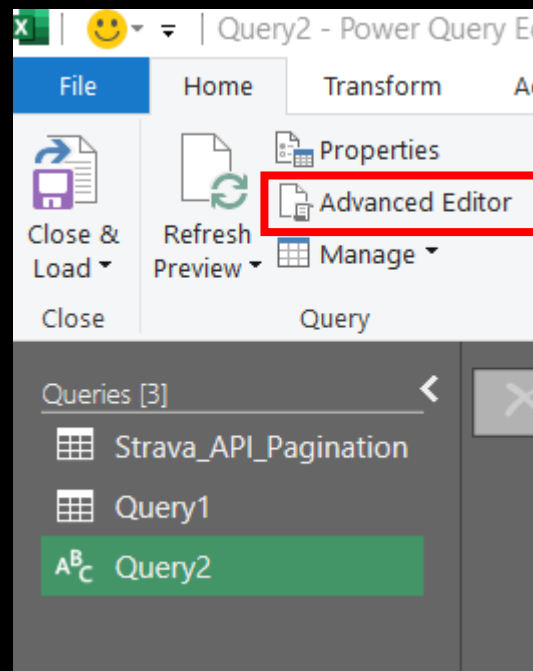 Query2 - Power Query E
File Home Transform A
Properties
Advanced Editor
Close & Load
Refresh Preview
Manage
Close
Query
Queries [3]
Strava_API_Pagination
Query1
ABC Query2